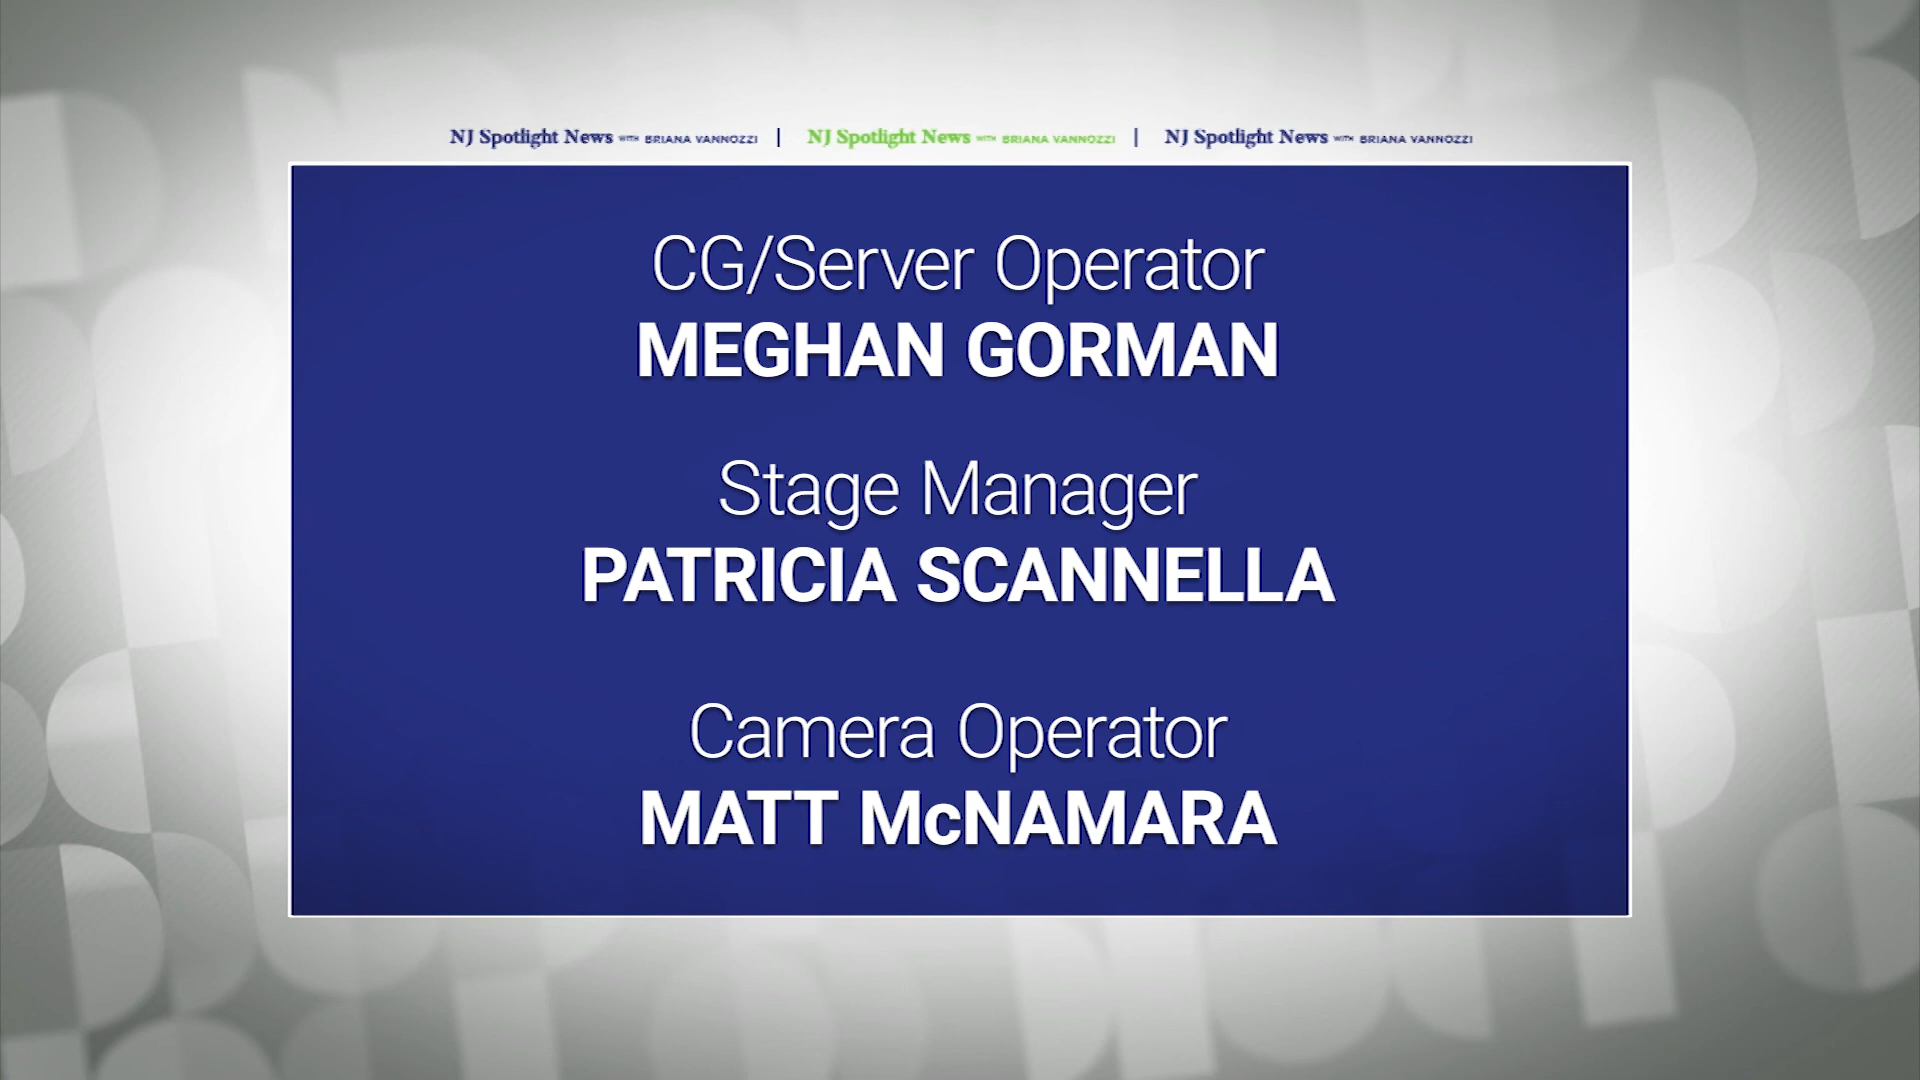 NJ Spotlight News WITH BRIANA VANNOZZI | NJ Spotlight News WITH BRIANA VANNOZZI | NJ Spotlight News WITH BRIANA VANNOZZI
CG/Server Operator
MEGHAN GORMAN
Stage Manager
PATRICIA SCANNELLA
Camera Operator
MATT McNAMARA